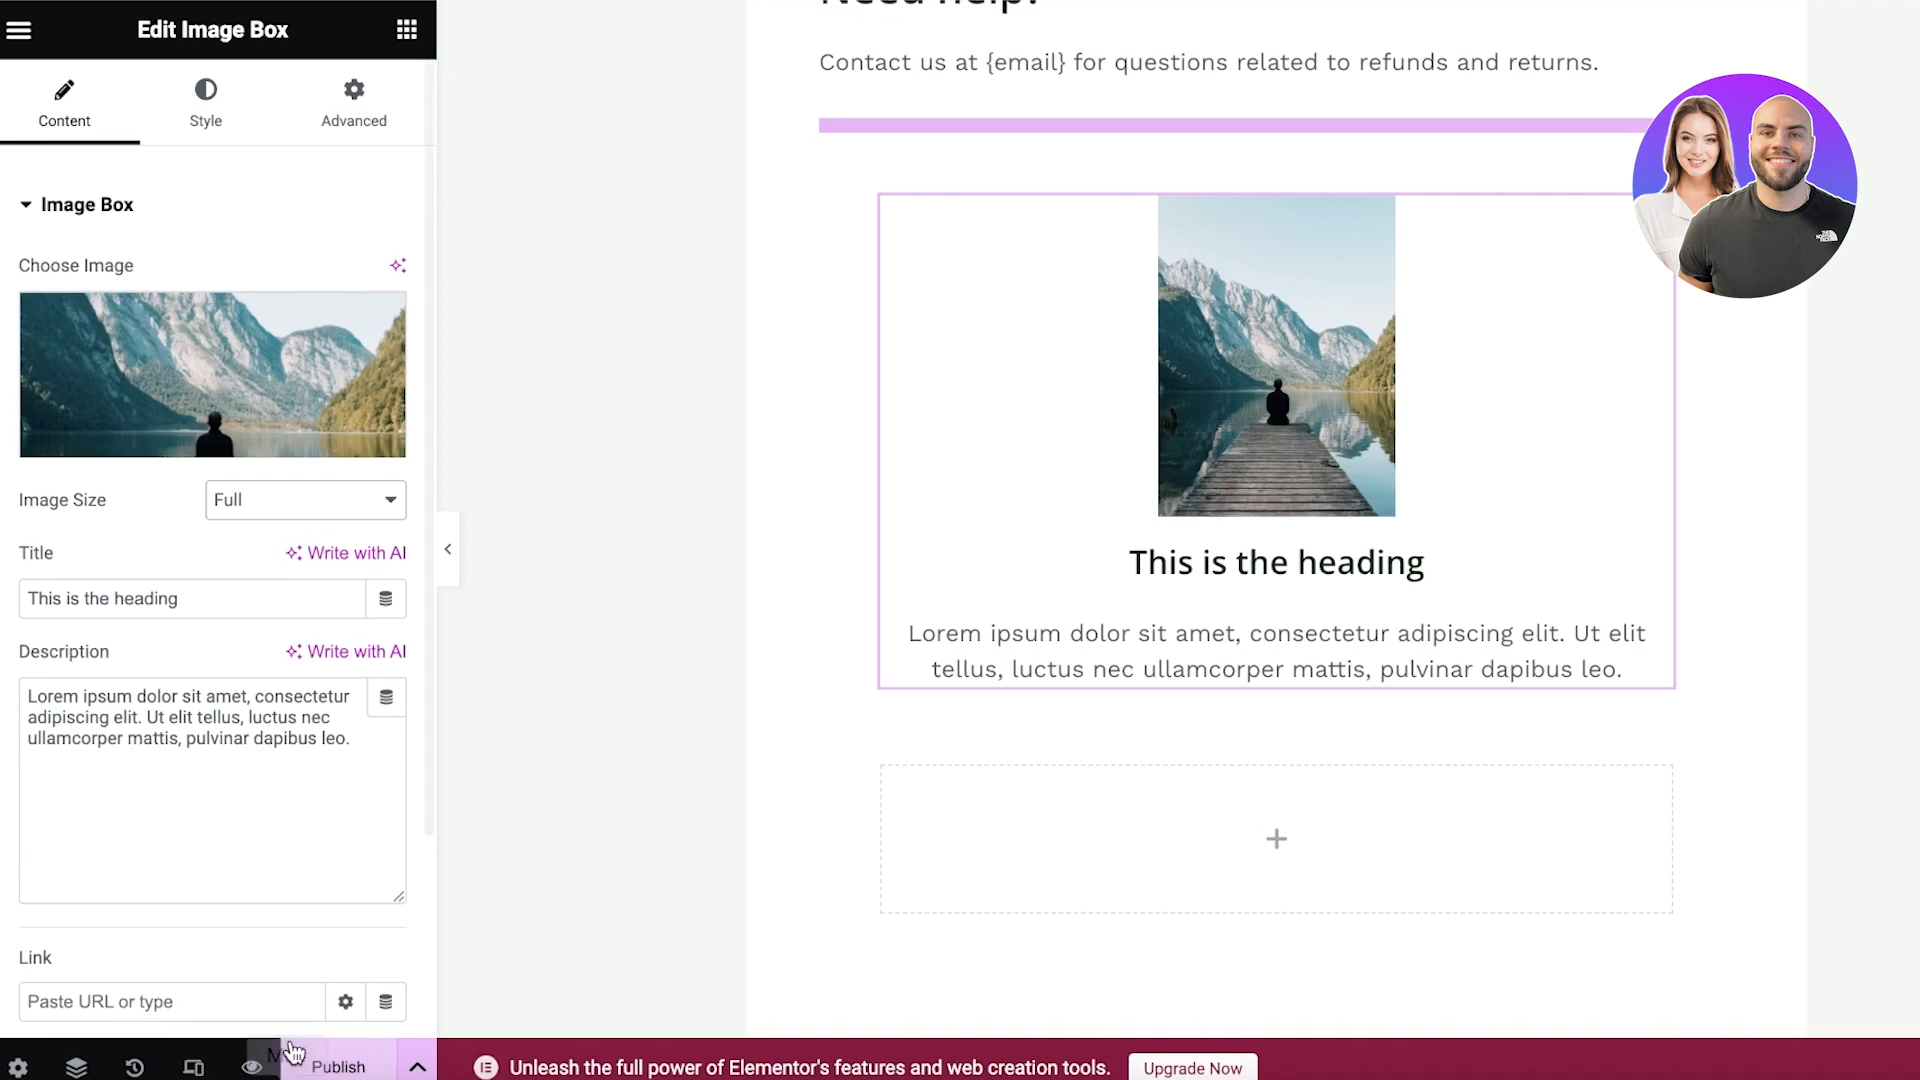 Edit Image Box
Content
Style
Advanced
Image Box
Choose Image
Image Size
Full
Title
Write with AI
This is the heading
Description
Write with AI
Lorem ipsum dolor sit amet, consectetur
adipiscing elit. Ut elit tellus, luctus nec
ullamcorper mattis, pulvinar dapibus leo.
Link
Paste URL or type
Publish
Need help?
Contact us at {email} for questions related to refunds and returns.
THE
NORTH
FACE
This is the heading
Lorem ipsum dolor sit amet, consectetur adipiscing elit. Ut elit
tellus, luctus nec ullamcorper mattis, pulvinar dapibus leo.
Unleash the full power of Elementor's features and web creation tools.
Upgrade Now